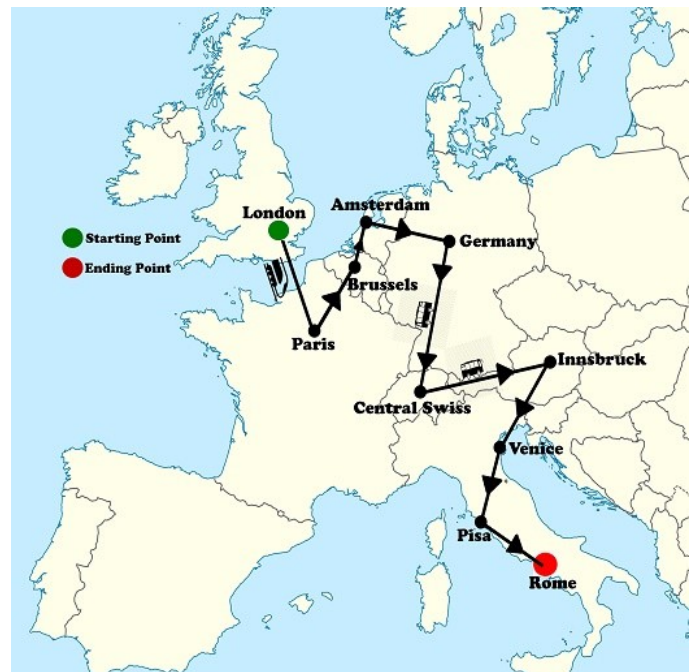 London
Starting Point
Ending Point
Amsterdam
Germany
Brussels
Paris
Innsbruck
Central Swiss
Venice
Pisa
Rome